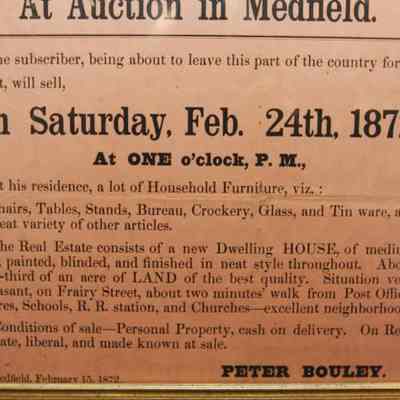 At Auction in Medfield.
he subscriber, being about to leave this part of the country for
t, will sell,
n Saturday, Feb. 24th, 187
At ONE o'clock, P. M.,
t his residence, a lot of Household Furniture, viz. :
hairs, Tables, Stands, Bureau, Crockery, Glass, and Tin ware, a
eat variety of other articles.
he Real Estate consists of a new Dwelling HOUSE, of medi
, painted, blinded, and finished in neat style throughout. Abo
-third of an acre of LAND of the best quality. Situation ve
asant, on Frairy Street, about two minutes' walk from Post Offic
res, Schools, R. R. station, and Churches—excellent neighborhoo
Conditions of sale—Personal Property, cash on delivery. On Re
ate, liberal, and made known at sale.
PETER BOULEY.
edfield, February 15, 1872.